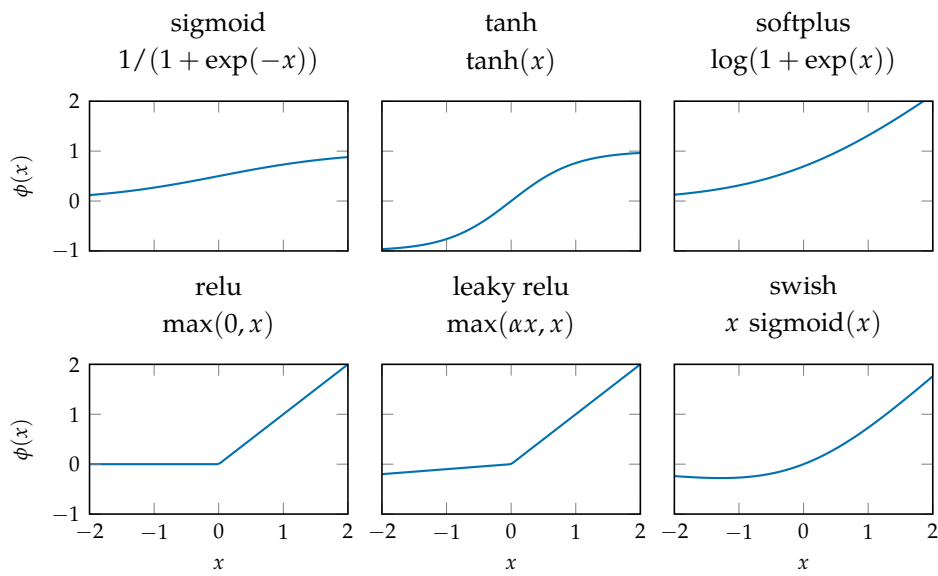 sigmoid
1/(1 + exp(−x))
tanh
tanh(x)
softplus
log(1 + exp(x))
2
1
0
−1
ϕ(x)
relu
max(0, x)
leaky relu
max(αx, x)
swish
x sigmoid(x)
2
1
0
−1
ϕ(x)
−2 −1 0 1 2
−2 −1 0 1 2
−2 −1 0 1 2
x
x
x